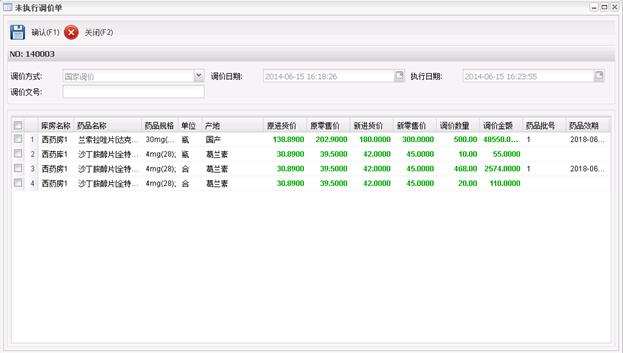 未执行调价单
确认(F1) 关闭(F2)
NO: 140003
调价方式: 国家调价 调价日期: 2014-06-15 16:18:26 执行日期: 2014-06-15 16:23:55
调价文号:
库房名称 药品名称 药品规格 单位 产地 原进货价 原零售价 新进货价 新零售价 调价数量 调价金额 药品批号 药品效期
1 西药房1 兰索拉唑片(达克... 30mg(... 瓶 国产 138.8900 202.9000 180.0000 300.0000 500.00 48550.0... 1 2018-06...
2 西药库1 沙丁胺醇片(全特... 4mg(28); 瓶 葛兰素 30.8900 39.5000 42.0000 45.0000 10.00 55.0000
3 西药房1 沙丁胺醇片(全特... 4mg(28); 合 葛兰素 30.8900 39.5000 42.0000 45.0000 468.00 2574.0000 1 2018-06...
4 西药房1 沙丁胺醇片(全特... 4mg(28); 合 葛兰素 30.8900 39.5000 42.0000 45.0000 20.00 110.0000